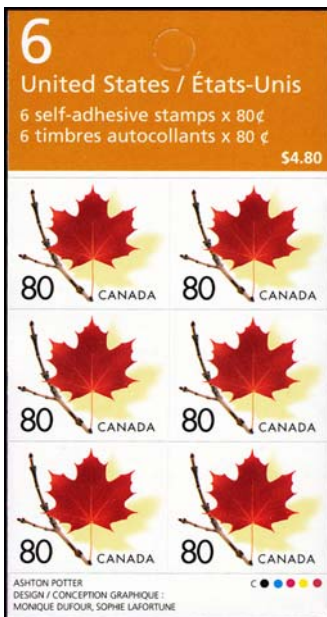 6
United States / États-Unis
6 self-adhesive stamps x 80¢
6 timbres autocollants x 80 ¢
$4.80
80 CANADA 80 CANADA
80 CANADA 80 CANADA
80 CANADA 80 CANADA
ASHTON POTTER
DESIGN / CONCEPTION GRAPHIQUE :
MONIQUE DUFOUR, SOPHIE LAFORTUNE
C